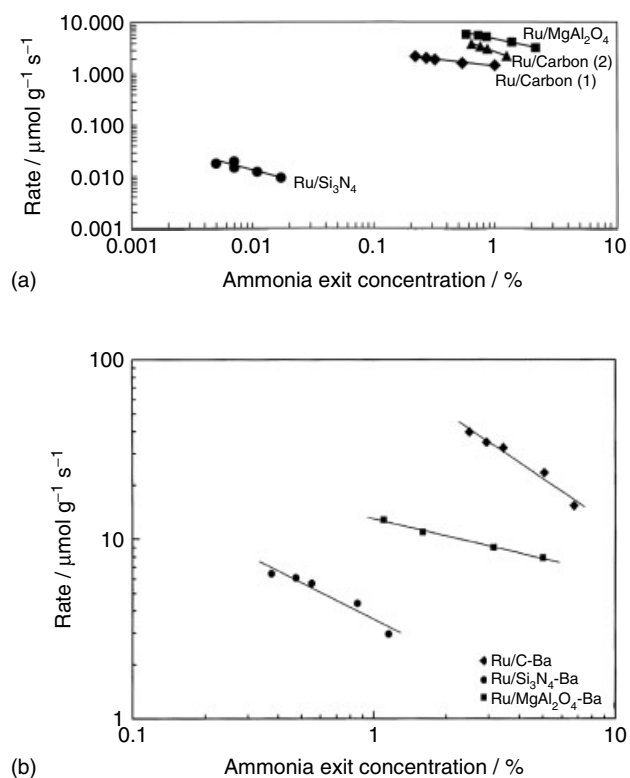 10.000
1.000
0.100
0.010
0.001
Rate / μmol g⁻¹ s⁻¹
Ru/MgAl₂O₄
Ru/Carbon (2)
Ru/Carbon (1)
Ru/Si₃N₄
0.001 0.01 0.1 1 10
(a) Ammonia exit concentration / %
100
10
1
Rate / μmol g⁻¹ s⁻¹
Ru/C-Ba
Ru/Si₃N₄-Ba
Ru/MgAl₂O₄-Ba
0.1 1 10
(b) Ammonia exit concentration / %